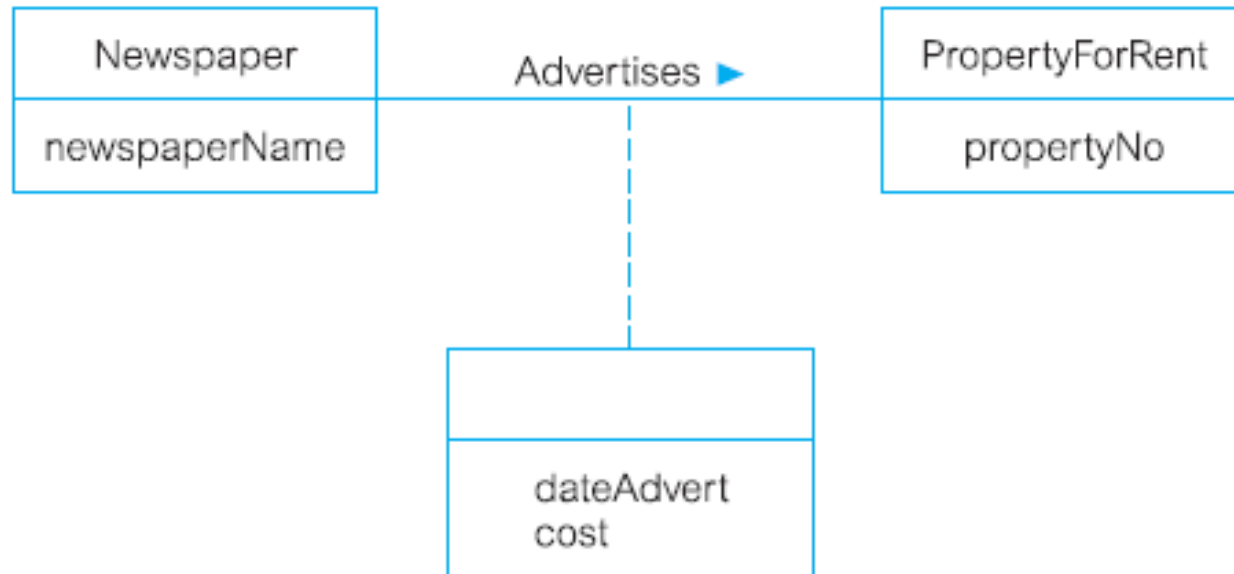 Newspaper
Advertises ►
PropertyForRent
newspaperName
propertyNo
dateAdvert
cost